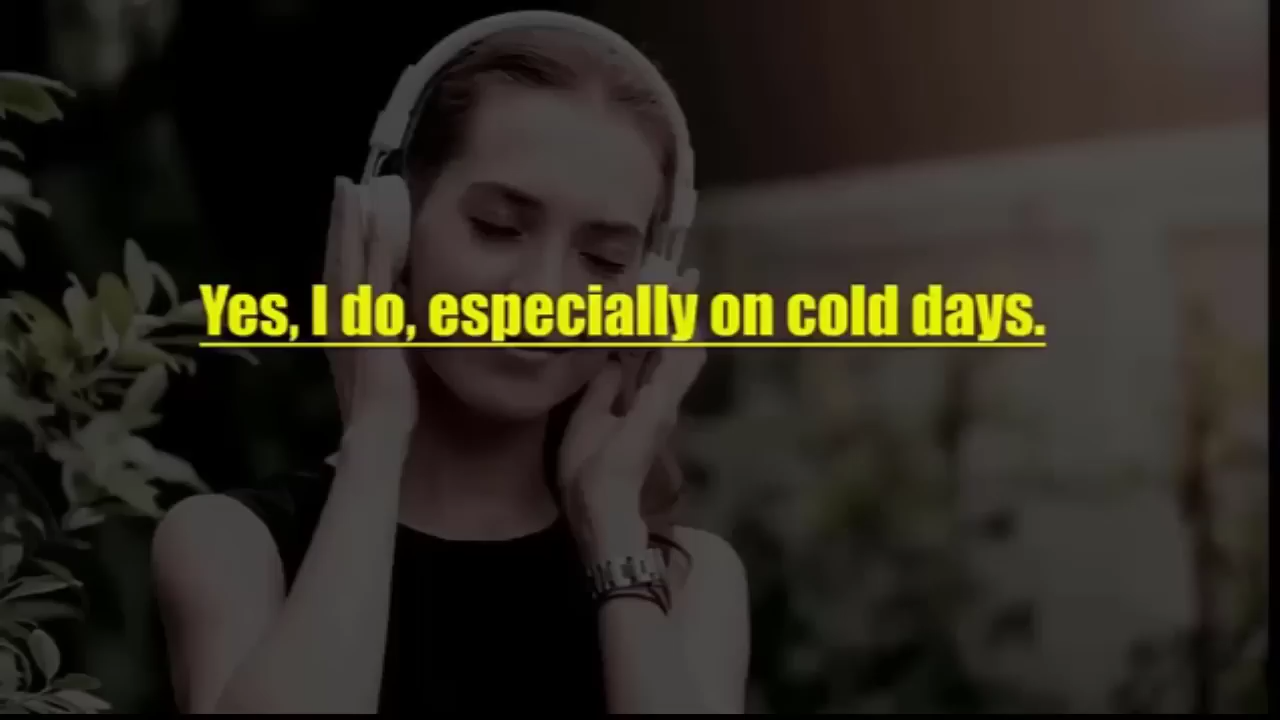 Yes, I do, especially on cold days.